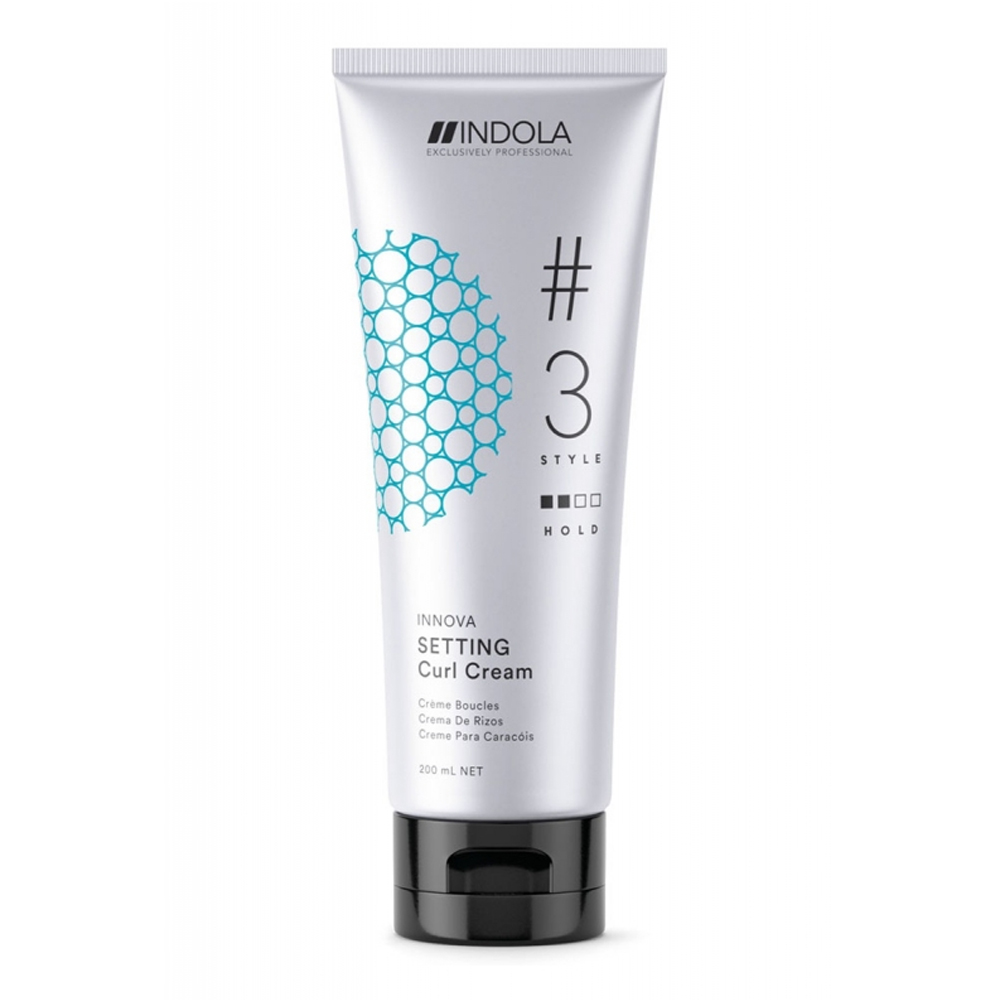 INDOLA
EXCLUSIVELY PROFESSIONAL
#
3
STYLE
HOLD
INNOVA
SETTING
Curl Cream
Crème Boucles
Crema De Rizos
Creme Para Caracóis
200 mL NET